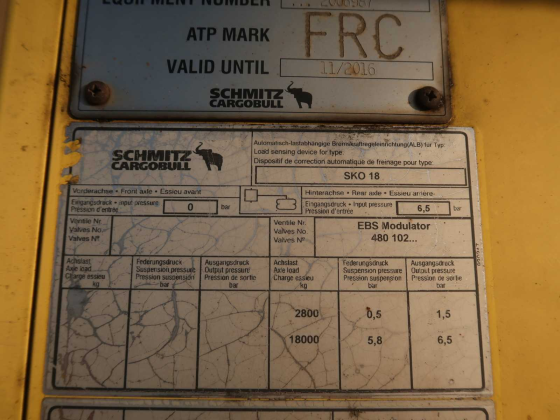 EQUIPMENT NUMBER
ATP MARK FRC
VALID UNTIL 11/2016
SCHMITZ
CARGOBULL
SCHMITZ
CARGOBULL
Automatisch-lastabhängige Bremskraftregeleinrichtung(ALB) für Typ:
Load sensing device for type:
Dispositif de correction automatique de freinage pour type:
SKO 18
Vorderachse - Front axle - Essieu avant
Hinterachse - Rear axle - Essieu arrière
Eingangsdruck - Input pressure
Pression d'entrée 0 bar
Eingangsdruck - Input pressure
Pression d'entrée 6,5 bar
Ventile Nr.
Valves No.
Valves Nº
Ventile Nr.
Valves No.
Valves Nº
EBS Modulator
480 102...
Achslast
Axle load
Charge essieu
kg
Federungsdruck
Suspension pressure
Pression suspension
bar
Ausgangsdruck
Output pressure
Pression de sortie
bar
Achslast
Axle load
Charge essieu
kg
Federungsdruck
Suspension pressure
Pression suspension
bar
Ausgangsdruck
Output pressure
Pression de sortie
bar
2800 0,5 1,5
18000 5,8 6,5